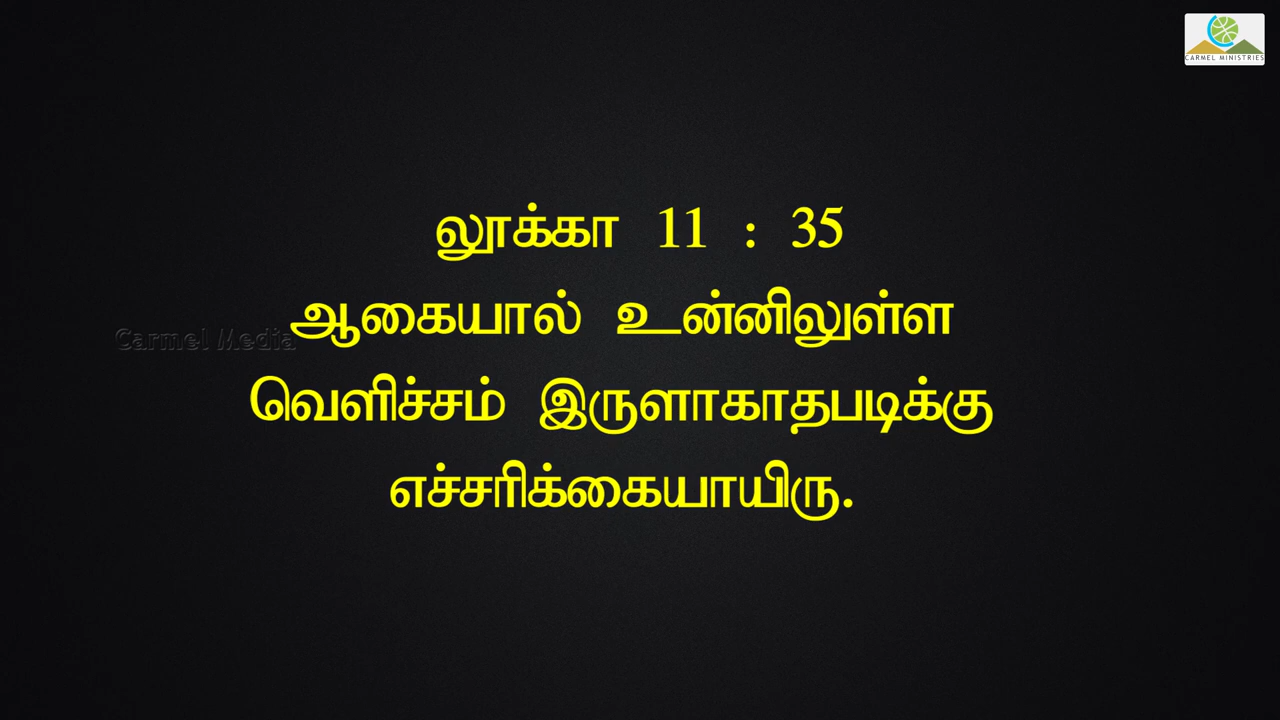 CARMEL MINISTRIES
லூக்கா 11 : 35
ஆகையால் உன்னிலுள்ள
Carmel Media
வெளிச்சம் இருளாகாதபடிக்கு
எச்சரிக்கையாயிரு.